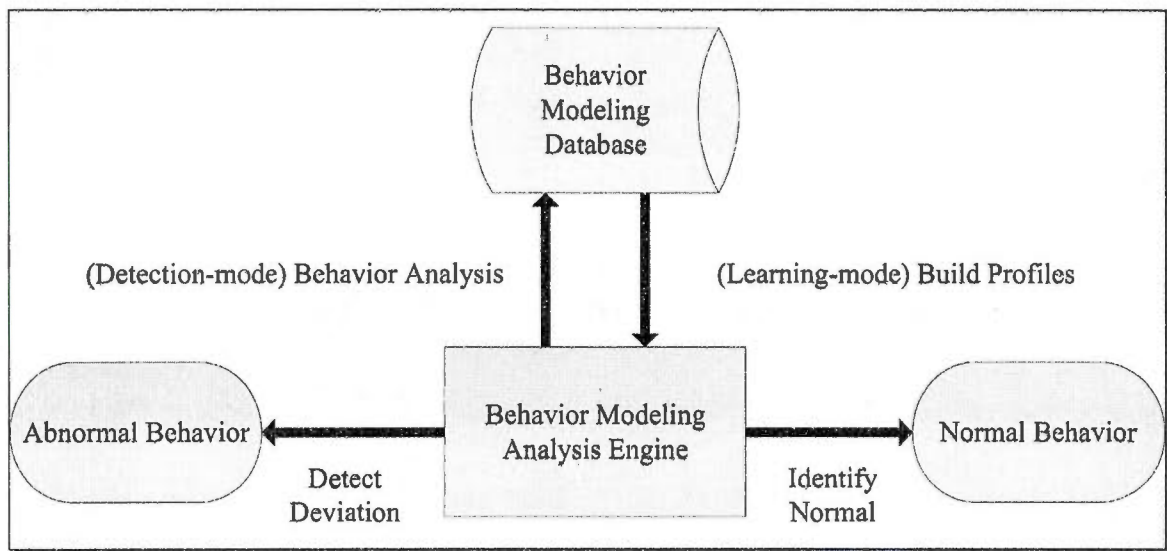 Behavior
Modeling
Database
(Detection-mode) Behavior Analysis
(Learning-mode) Build Profiles
Abnormal Behavior
Behavior Modeling
Analysis Engine
Normal Behavior
Detect
Deviation
Identify
Normal